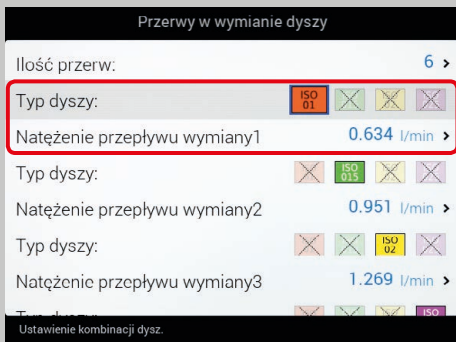 Przerwy w wymianie dyszy
Ilość przerw: 6
Typ dyszy: ISO 01
Natężenie przepływu wymiany1 0.634 l/min
Typ dyszy: ISO 015
Natężenie przepływu wymiany2 0.951 l/min
Typ dyszy: ISO 02
Natężenie przepływu wymiany3 1.269 l/min
Typ dyszy: ISO
Ustawienie kombinacji dysz.